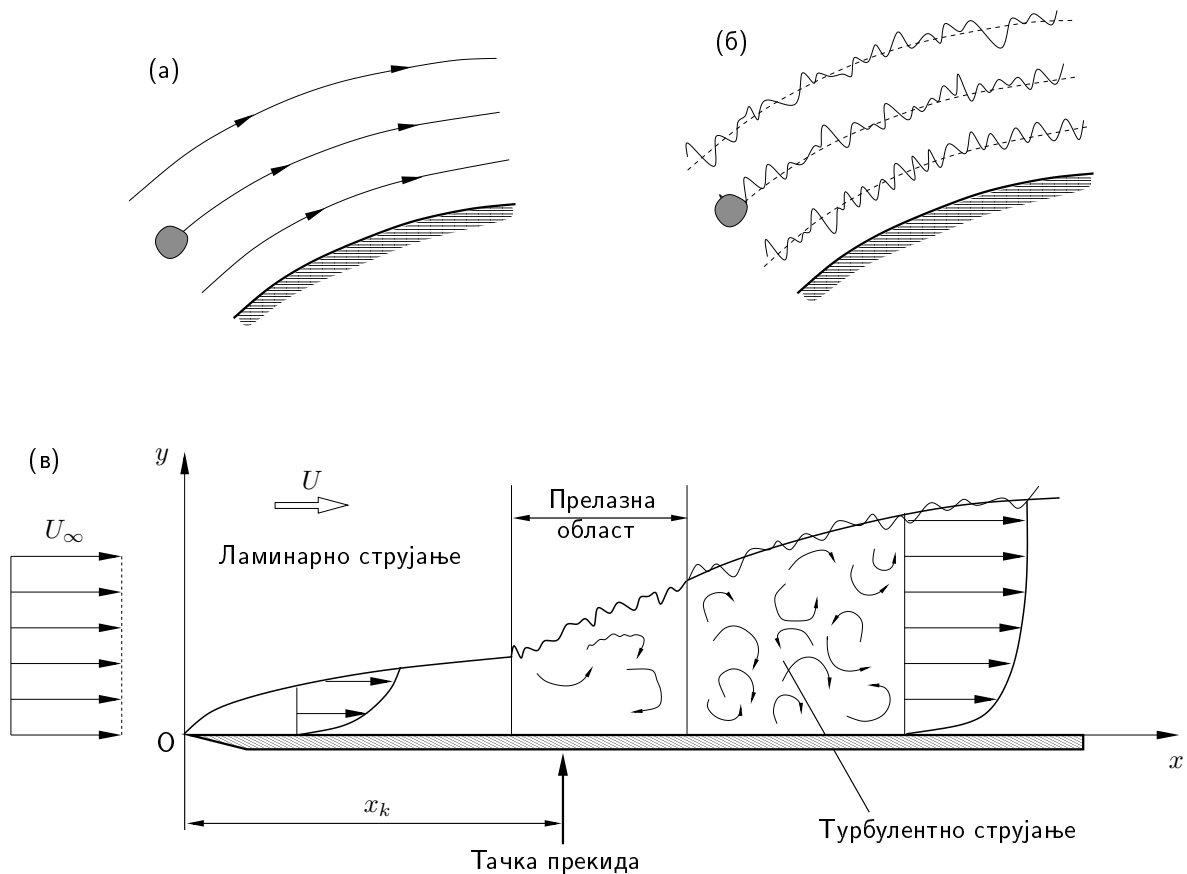 (а)
(б)
(в)
y
U
Прелазна
област
U∞
Ламинарно струјање
O
x
x_k
Турбулентно струјање
Тачка прекида